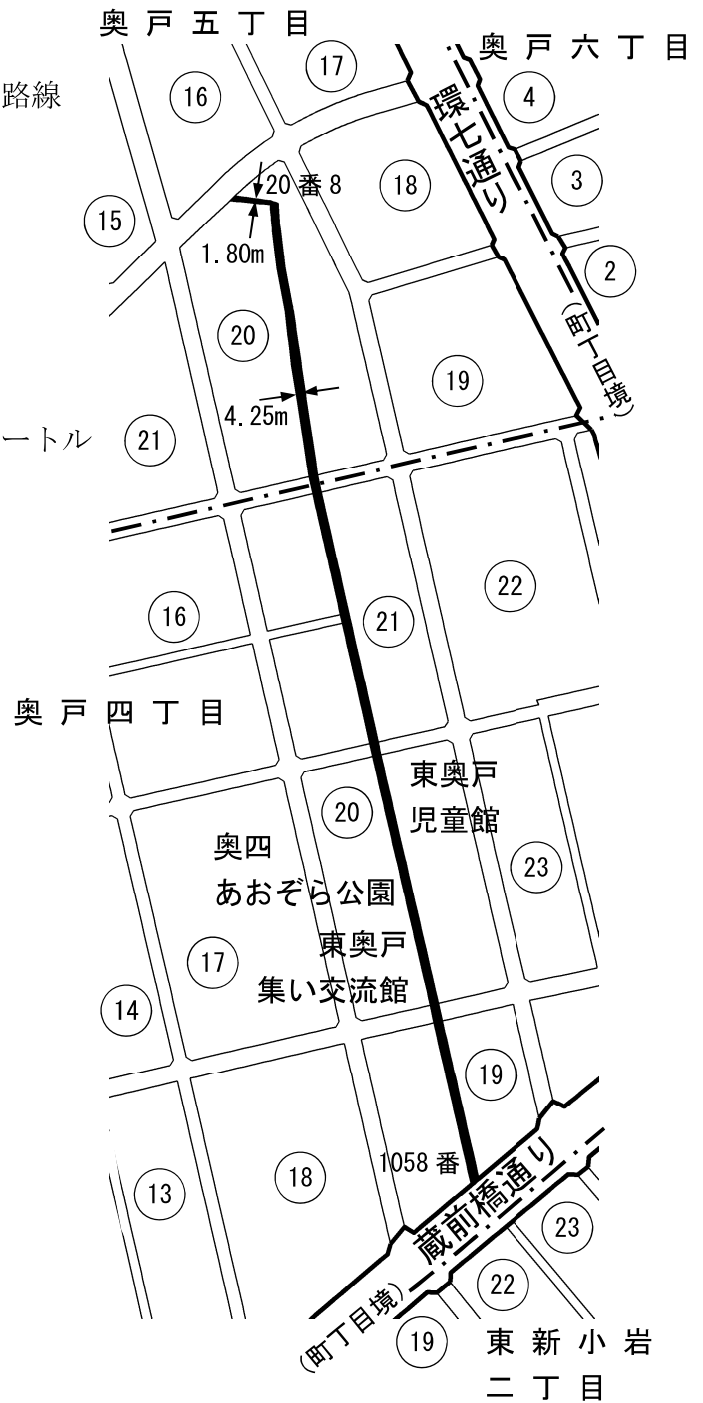 奥戸五丁目
奥戸六丁目
路線
17
16
4
環七通り
20番8
18
3
15
1.80m
2
20
(町丁目境)
19
4.25m
ートル
21
22
16
21
奥戸四丁目
東奥戸
児童館
20
奥四
あおぞら公園
23
東奥戸
集い交流館
17
14
19
1058番
18
13
蔵前橋通り
23
22
(町丁目境)
19
東新小岩
二丁目